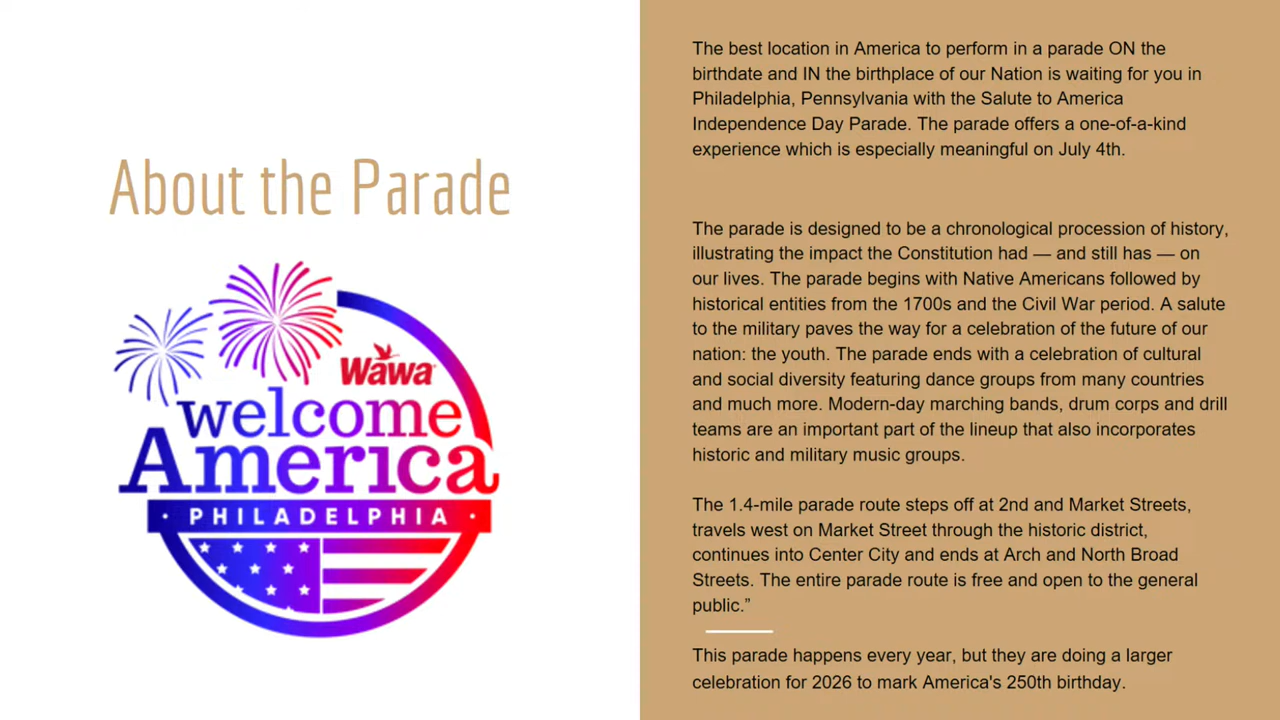 About the Parade
Wawa
welcome
America
· PHILADELPHIA ·
The best location in America to perform in a parade ON the
birthdate and IN the birthplace of our Nation is waiting for you in
Philadelphia, Pennsylvania with the Salute to America
Independence Day Parade. The parade offers a one-of-a-kind
experience which is especially meaningful on July 4th.
The parade is designed to be a chronological procession of history,
illustrating the impact the Constitution had — and still has — on
our lives. The parade begins with Native Americans followed by
historical entities from the 1700s and the Civil War period. A salute
to the military paves the way for a celebration of the future of our
nation: the youth. The parade ends with a celebration of cultural
and social diversity featuring dance groups from many countries
and much more. Modern-day marching bands, drum corps and drill
teams are an important part of the lineup that also incorporates
historic and military music groups.
The 1.4-mile parade route steps off at 2nd and Market Streets,
travels west on Market Street through the historic district,
continues into Center City and ends at Arch and North Broad
Streets. The entire parade route is free and open to the general
public.”
This parade happens every year, but they are doing a larger
celebration for 2026 to mark America's 250th birthday.